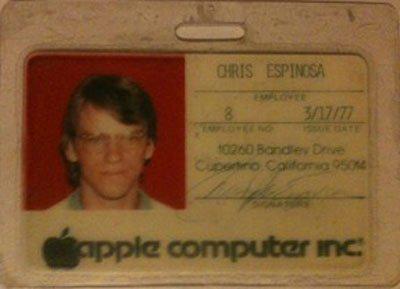 CHRIS ESPINOSA
EMPLOYEE
8 3/17/77
EMPLOYEE NO. ISSUE DATE
10260 Bandley Drive
Cupertino, California 95014
SIGNATURE
apple computer inc.